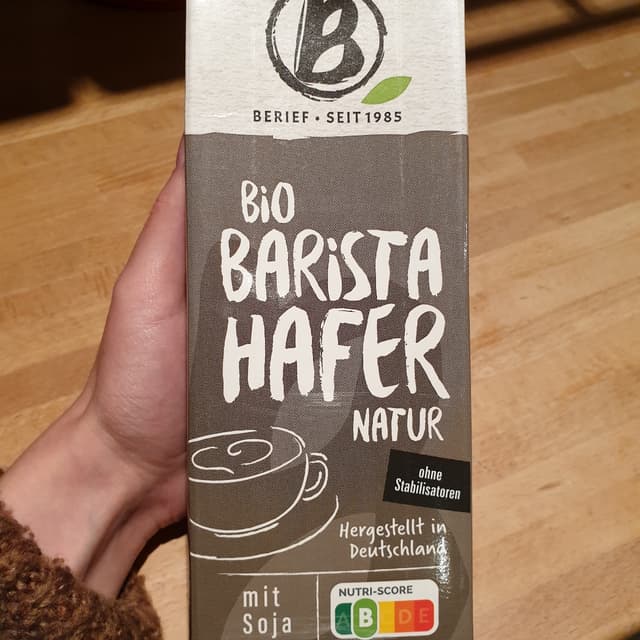 B
BERIEF · SEIT 1985
BiO
BARiSTA
HAFER
NATUR
ohne
Stabilisatoren
Hergestellt in
Deutschland
mit
Soja
NUTRI-SCORE
A B C D E